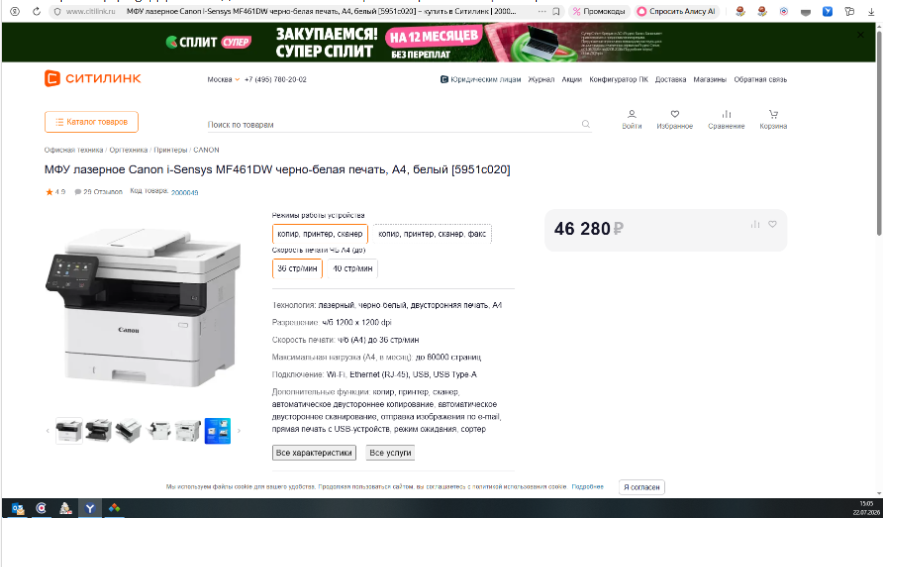 www.citilink.ru МФУ лазерное Canon i-Sensys MF461DW черно-белая печать, A4, белый [5951c020] – купить в Ситилинк | 2000... Промокоды Спросить Алису AI
СПЛИТ СУПЕР
ЗАКУПАЕМСЯ!
СУПЕР СПЛИТ
НА 12 МЕСЯЦЕВ
БЕЗ ПЕРЕПЛАТ
СИТИЛИНК
Москва +7 (495) 780-20-02
Юридическим лицам Журнал Акции Конфигуратор ПК Доставка Магазины Обратная связь
Каталог товаров
Поиск по товарам
Войти Избранное Сравнение Корзина
Офисная техника / Оргтехника / Принтеры / CANON
МФУ лазерное Canon i-Sensys MF461DW черно-белая печать, A4, белый [5951c020]
4.9 29 Отзывов Код товара: 2000049
Режимы работы устройства
копир, принтер, сканер
копир, принтер, сканер, факс
Скорость печати ЧБ А4 (до)
36 стр/мин
40 стр/мин
46 280 ₽
Технология: лазерный, черно-белый, двусторонняя печать, A4
Разрешение: ч/б 1200 x 1200 dpi
Скорость печати: ч/б (A4) до 36 стр/мин
Максимальная нагрузка (A4, в месяц): до 80000 страниц
Подключение: Wi-Fi, Ethernet (RJ-45), USB, USB Type A
Дополнительные функции: копир, принтер, сканер,
автоматическое двустороннее копирование, автоматическое
двустороннее сканирование, отправка изображения по e-mail,
прямая печать с USB-устройств, режим ожидания, сортер
Canon
Все характеристики
Все услуги
Мы используем файлы cookie для вашего удобства. Продолжая пользоваться сайтом, вы соглашаетесь с политикой использования cookie Подробнее
Я согласен
15:05
22.07.2026